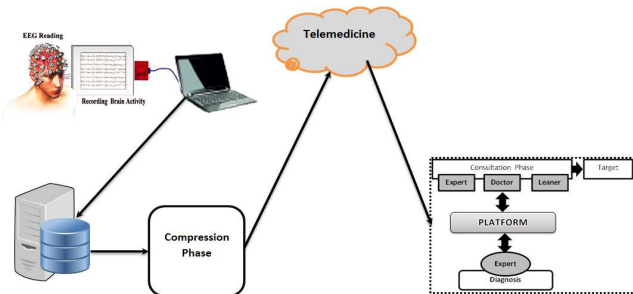 EEG Reading
Recording Brain Activity
Telemedicine
Compression
Phase
Consultation Phase
Target
Expert
Doctor
Leaner
PLATFORM
Expert
Diagnosis